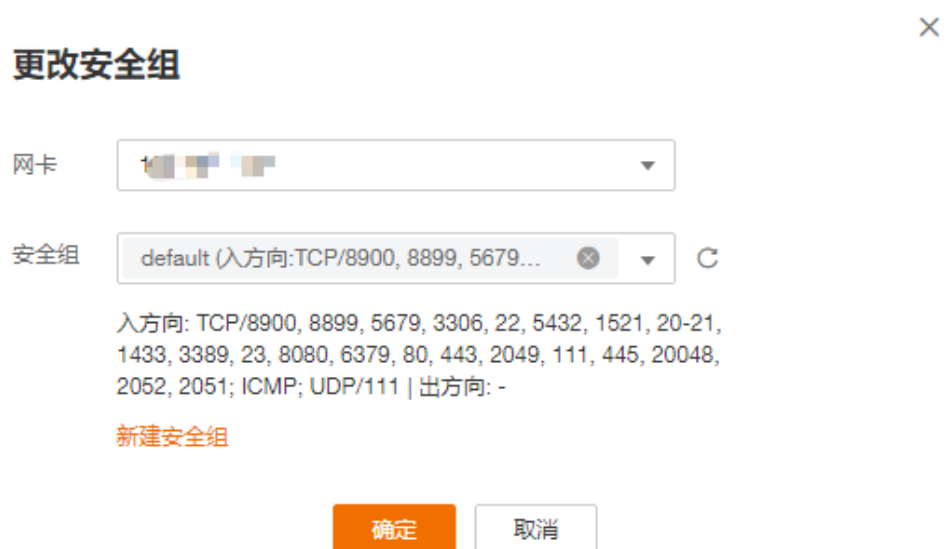 更改安全组
网卡
安全组
default (入方向:TCP/8900, 8899, 5679...
入方向: TCP/8900, 8899, 5679, 3306, 22, 5432, 1521, 20-21,
1433, 3389, 23, 8080, 6379, 80, 443, 2049, 111, 445, 20048,
2052, 2051; ICMP; UDP/111 | 出方向: -
新建安全组
确定
取消